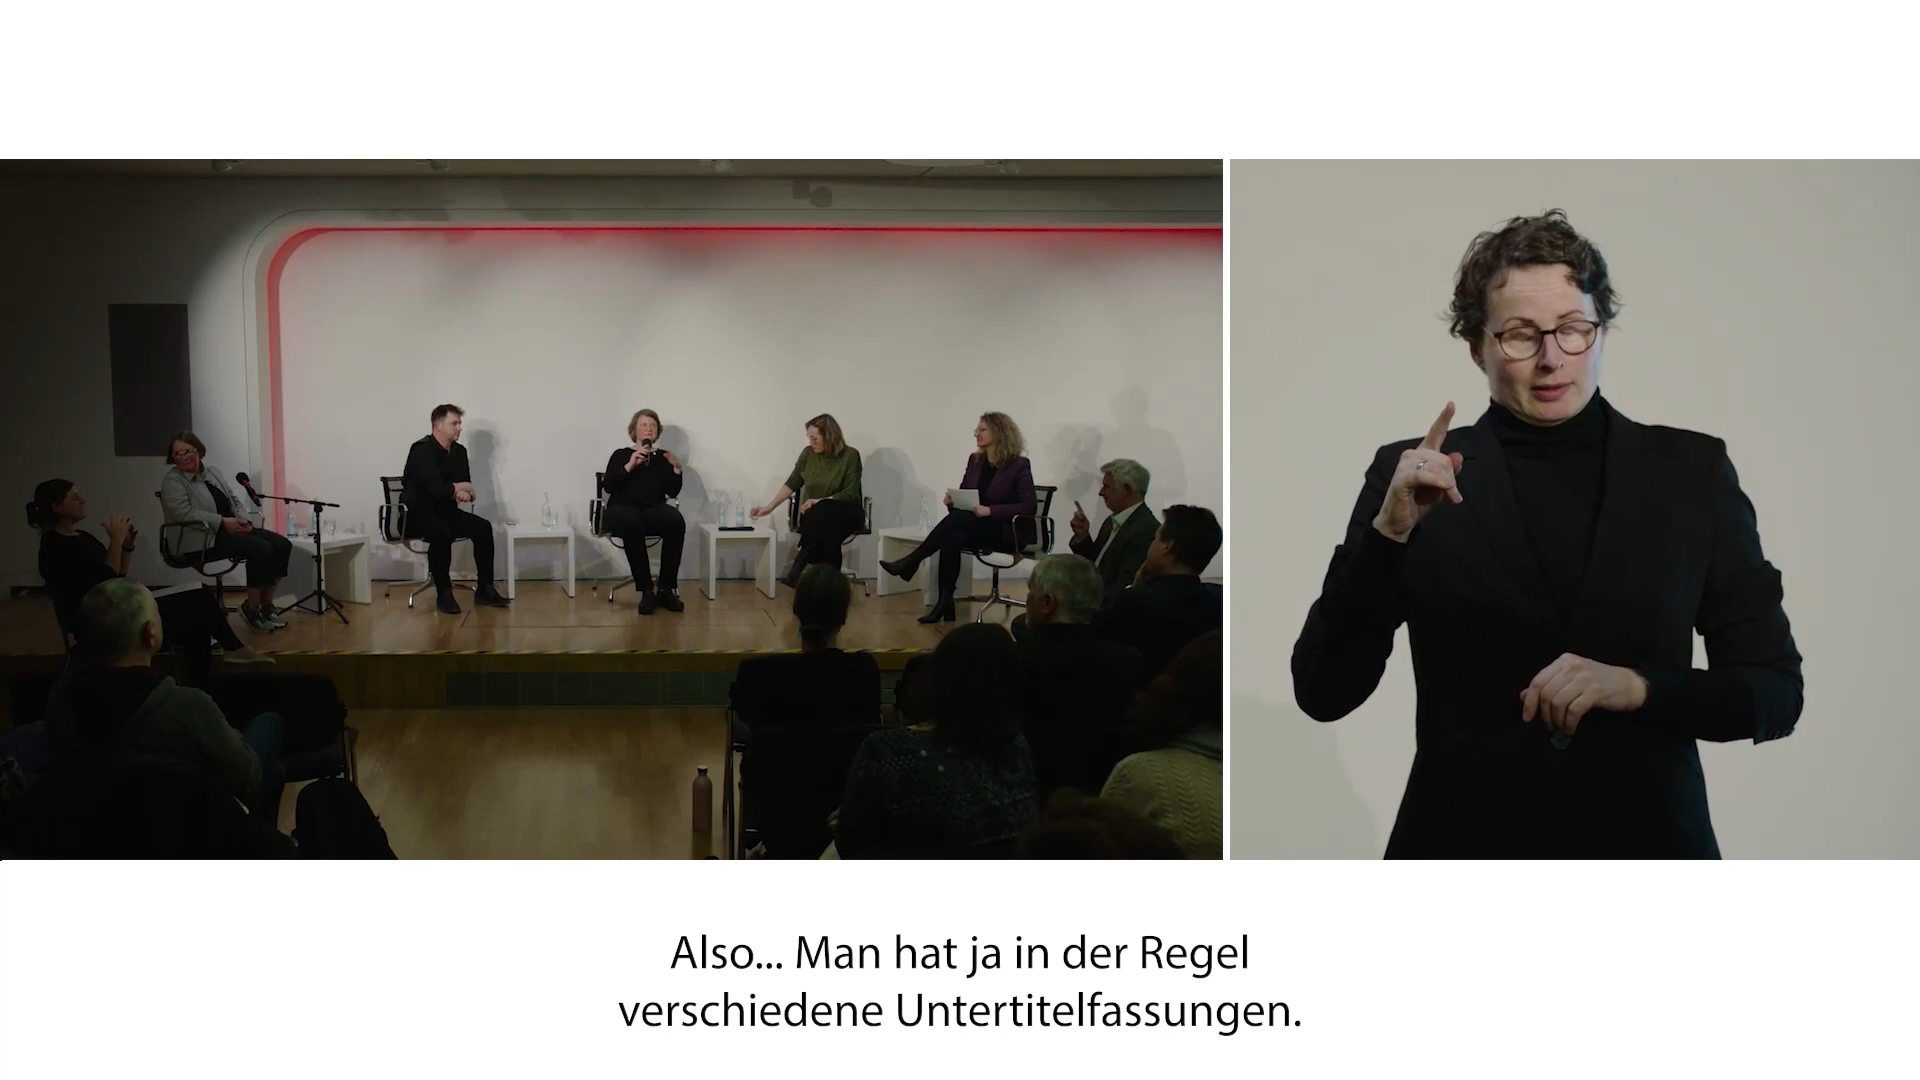 Also... Man hat ja in der Regel
verschiedene Untertitelfassungen.